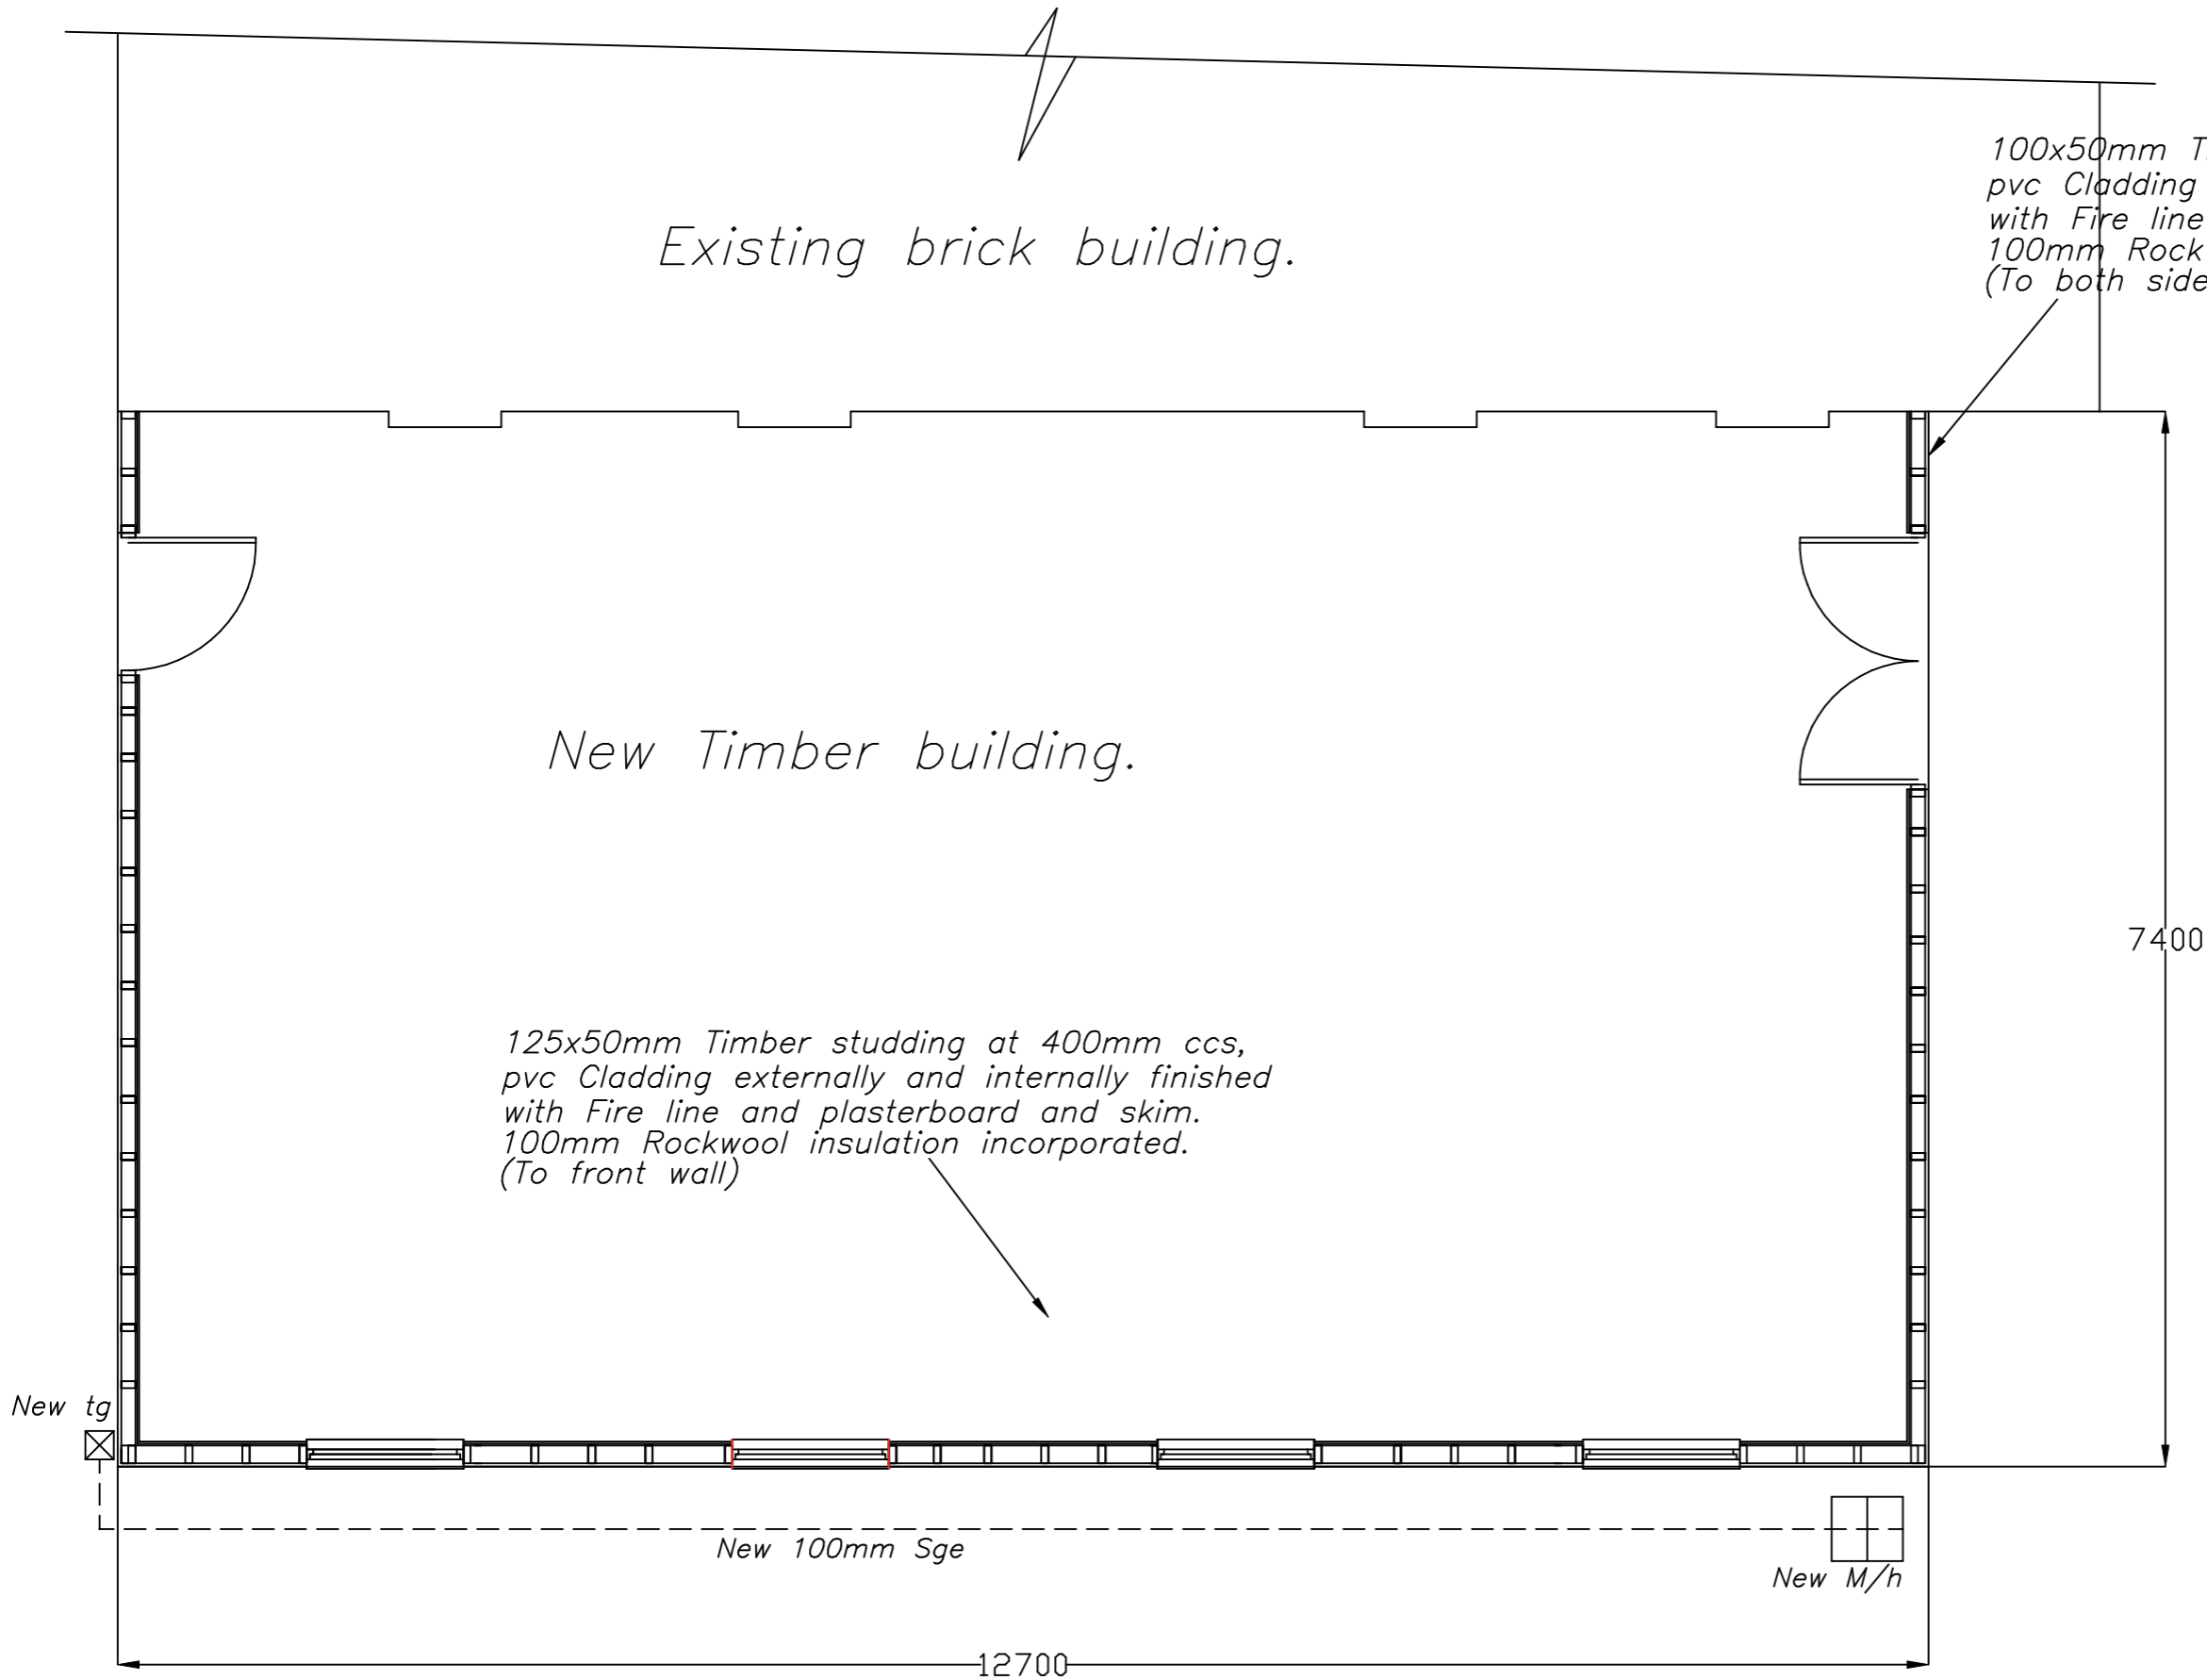 Existing brick building.
100x50mm
pvc Cladding
with Fire line
100mm Rock
(To both side
New Timber building.
7400
125x50mm Timber studding at 400mm ccs,
pvc Cladding externally and internally finished
with Fire line and plasterboard and skim.
100mm Rockwool insulation incorporated.
(To front wall)
New tg
New 100mm Sge
New M/h
12700